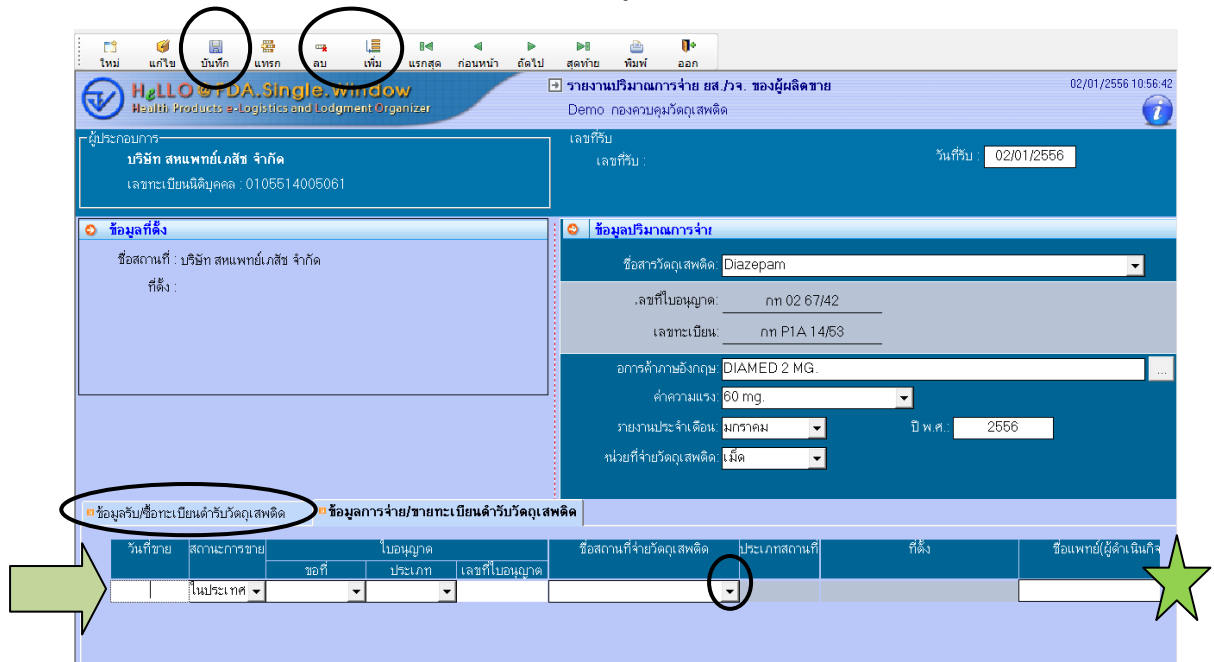 ใหม่ แก้ไข บันทึก แทรก ลบ เพิ่ม แรกสุด ก่อนหน้า ถัดไป สุดท้าย พิมพ์ ออก
HeLLO@FDA.Single.Window
Health Products e-Logistics and Lodgment Organizer
รายงานปริมาณการจ่าย ยส./วจ. ของผู้ผลิตขาย
02/01/2556 10:56:42
Demo กองควบคุมวัตถุเสพติด
ผู้ประกอบการ
บริษัท สหแพทย์เภสัช จำกัด
เลขทะเบียนนิติบุคคล : 0105514005061
เลขที่รับ
เลขที่รับ :
วันที่รับ : 02/01/2556
ข้อมูลที่ตั้ง
ชื่อสถานที่ : บริษัท สหแพทย์เภสัช จำกัด
ที่ตั้ง :
ข้อมูลปริมาณการจ่าย
ชื่อสารวัตถุเสพติด: Diazepam
.ลขที่ใบอนุญาต: กท 02 67/42
เลขทะเบียน: กท P1A 14/53
อการค้าภาษอังกฤษ: DIAMED 2 MG. ...
ค่าความแรง: 60 mg.
รายงานประจำเดือน: มกราคม ปี พ.ศ.: 2556
หน่วยที่จ่ายวัตถุเสพติด: เม็ด
ข้อมูลรับ/ซื้อทะเบียนตำรับวัตถุเสพติด
ข้อมูลการจ่าย/ขายทะเบียนตำรับวัตถุเสพติด
วันที่ขาย สถานะการขาย ใบอนุญาต ชื่อสถานที่จ่ายวัตถุเสพติด ประเภทสถานที่ ที่ตั้ง ชื่อแพทย์(ผู้ดำเนินกิจ
ขอที่ ประเภท เลขที่ใบอนุญาต
ในประเทศ